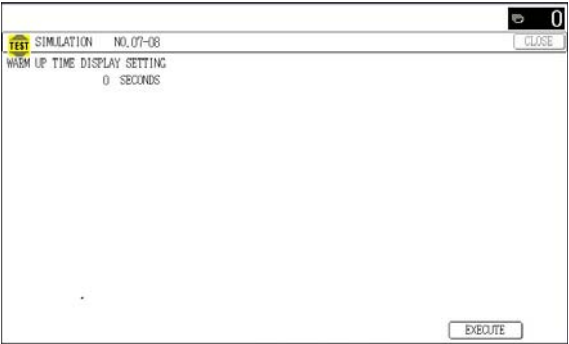 0
TEST SIMULATION NO.07-08 CLOSE
WARM UP TIME DISPLAY SETTING
0 SECONDS
EXECUTE